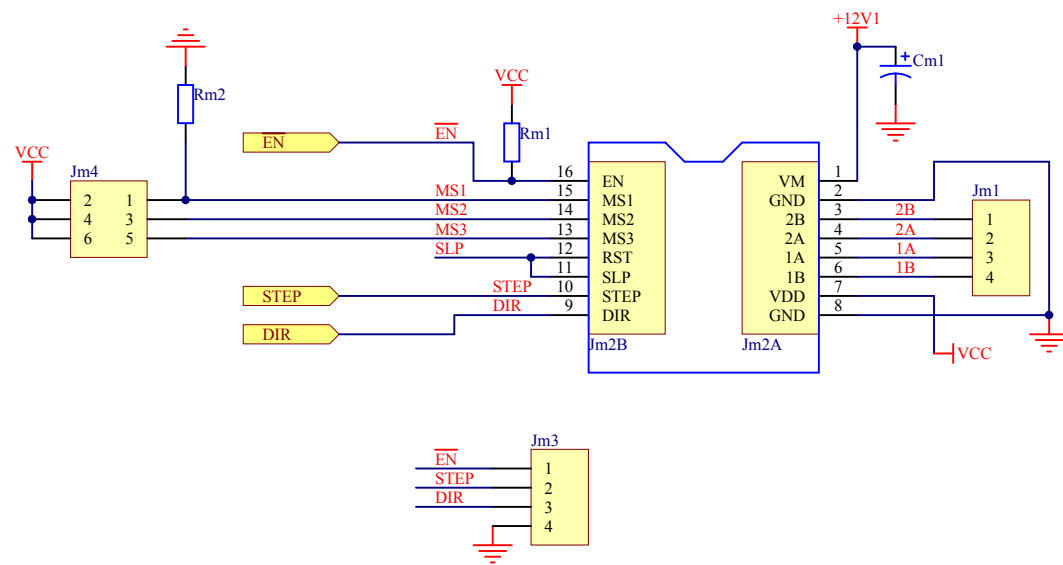 +12V1
Cm1
VCC
Rm2
Rm1
EN
EN
VCC
Jm4
2 1
4 3
6 5
MS1
MS2
MS3
SLP
STEP
STEP
DIR
DIR
16 EN
15 MS1
14 MS2
13 MS3
12 RST
11 SLP
10 STEP
9 DIR
Jm2B
VM 1
GND 2
2B 3
2A 4
1A 5
1B 6
VDD 7
GND 8
Jm2A
2B
2A
1A
1B
Jm1
1
2
3
4
VCC
Jm3
EN 1
STEP 2
DIR 3
4